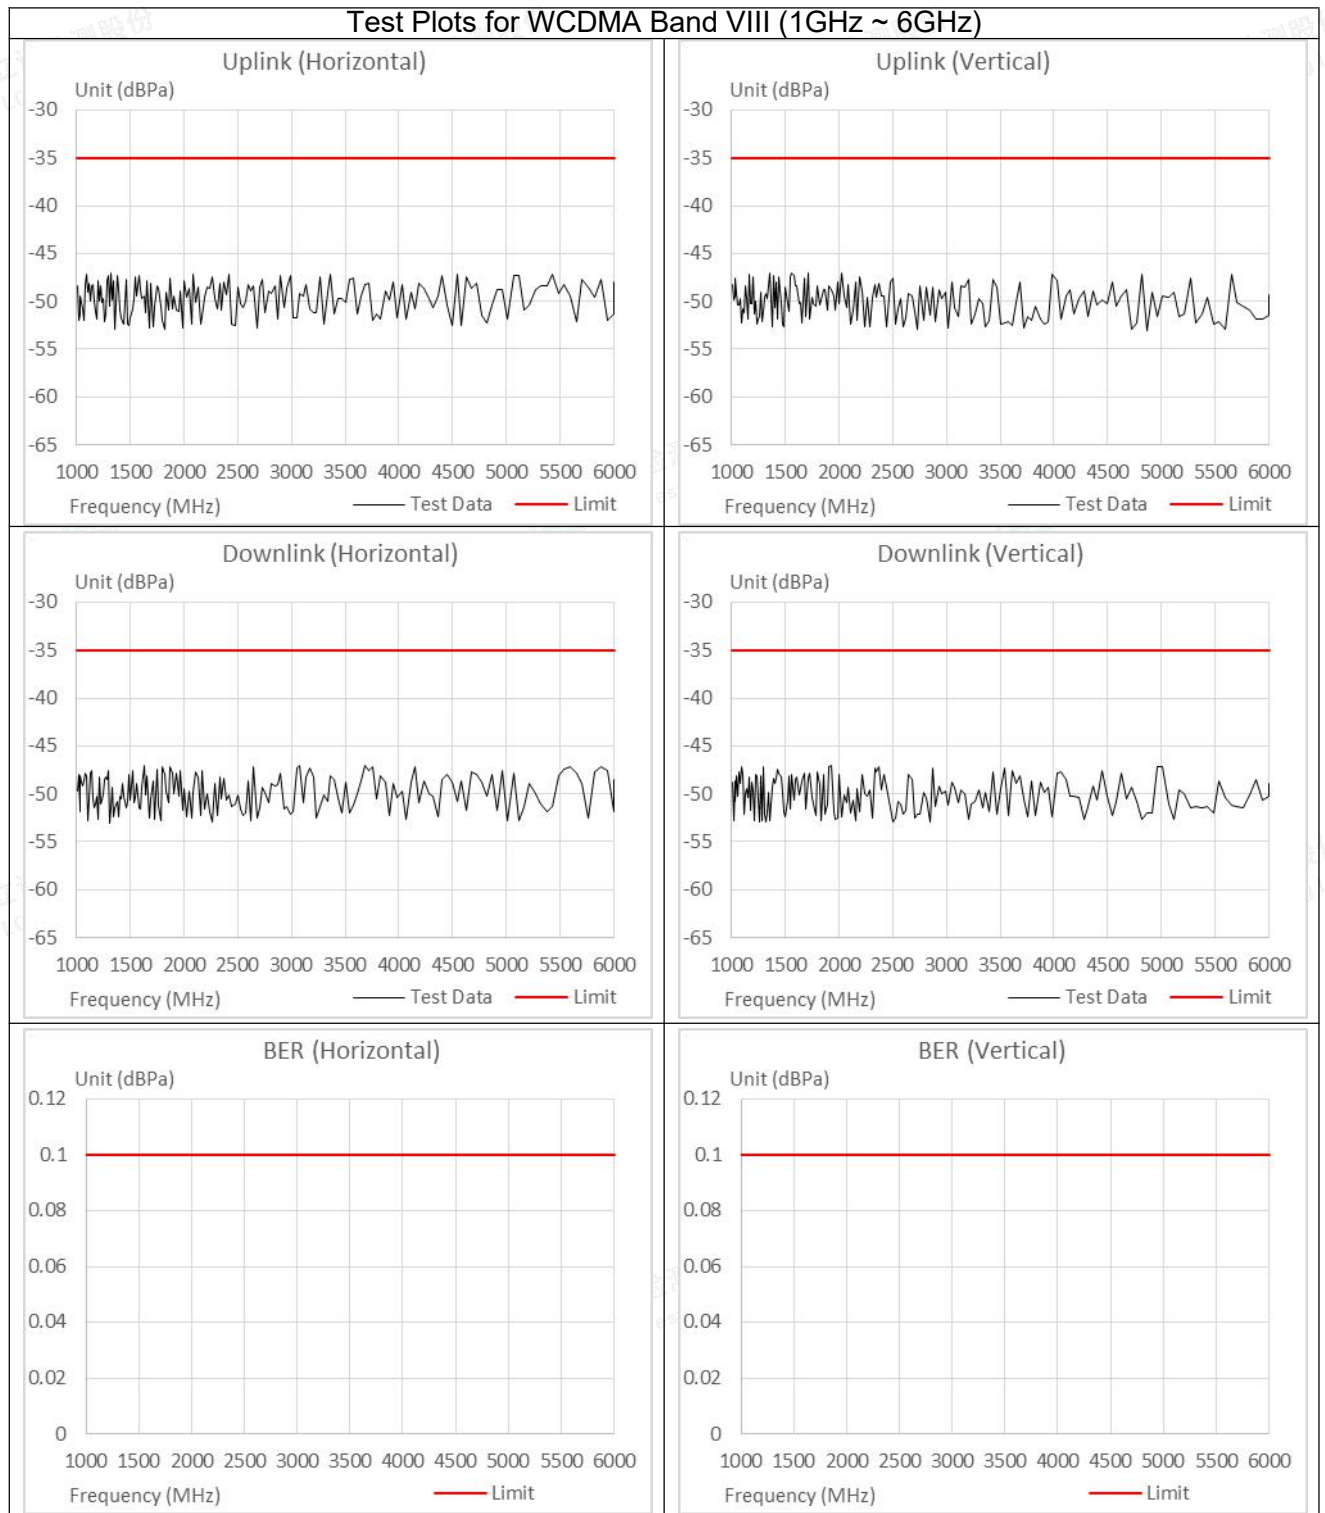 Test Plots for WCDMA Band VIII (1GHz ~ 6GHz)
Uplink (Horizontal)
Unit (dBPa)
-30
-35
-40
-45
-50
-55
-60
-65
1000 1500 2000 2500 3000 3500 4000 4500 5000 5500 6000
Frequency (MHz)
Test Data
Limit
Uplink (Vertical)
Unit (dBPa)
-30
-35
-40
-45
-50
-55
-60
-65
1000 1500 2000 2500 3000 3500 4000 4500 5000 5500 6000
Frequency (MHz)
Test Data
Limit
Downlink (Horizontal)
Unit (dBPa)
-30
-35
-40
-45
-50
-55
-60
-65
1000 1500 2000 2500 3000 3500 4000 4500 5000 5500 6000
Frequency (MHz)
Test Data
Limit
Downlink (Vertical)
Unit (dBPa)
-30
-35
-40
-45
-50
-55
-60
-65
1000 1500 2000 2500 3000 3500 4000 4500 5000 5500 6000
Frequency (MHz)
Test Data
Limit
BER (Horizontal)
Unit (dBPa)
0.12
0.1
0.08
0.06
0.04
0.02
0
1000 1500 2000 2500 3000 3500 4000 4500 5000 5500 6000
Frequency (MHz)
Limit
BER (Vertical)
Unit (dBPa)
0.12
0.1
0.08
0.06
0.04
0.02
0
1000 1500 2000 2500 3000 3500 4000 4500 5000 5500 6000
Frequency (MHz)
Limit